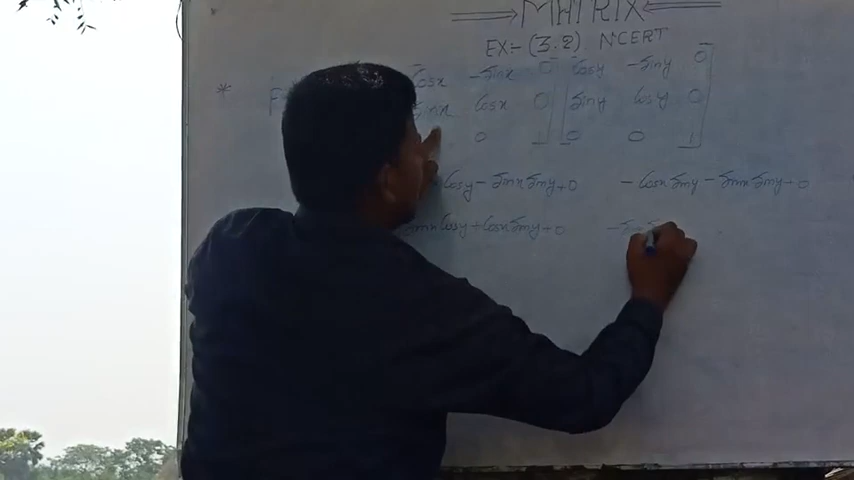 MATRIX
EX:- (3.2) NCERT
* F cosx -Sinx 0 Cosy -Siny 0
Sinx Cosx 0 Siny Cosy 0
0 1 0 0 1
Cosy - Sinx Siny + 0 - Cosx Siny - Sinx Siny + 0
Sinx Cosy + Cosx Siny + 0